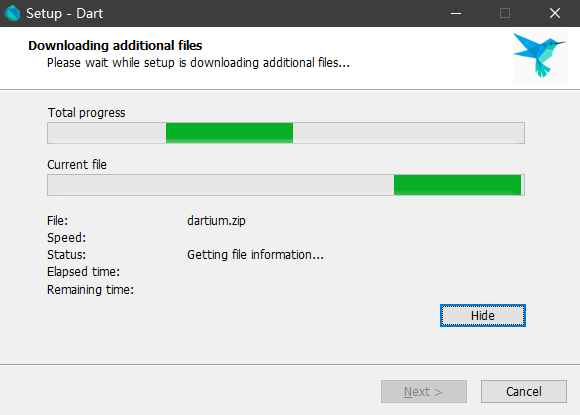 Setup - Dart
Downloading additional files
Please wait while setup is downloading additional files...
Total progress
Current file
File: dartium.zip
Speed:
Status: Getting file information...
Elapsed time:
Remaining time:
Hide
Next > Cancel